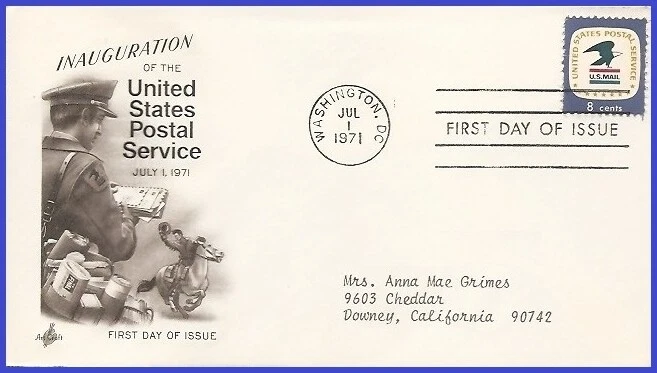 INAUGURATION
OF THE
United
States
Postal
Service
JULY 1, 1971
Art Craft
FIRST DAY OF ISSUE
WASHINGTON, DC
JUL
1
1971
FIRST DAY OF ISSUE
UNITED STATES POSTAL SERVICE
U.S. MAIL
8 cents
Mrs. Anna Mae Grimes
9603 Cheddar
Downey, California 90742